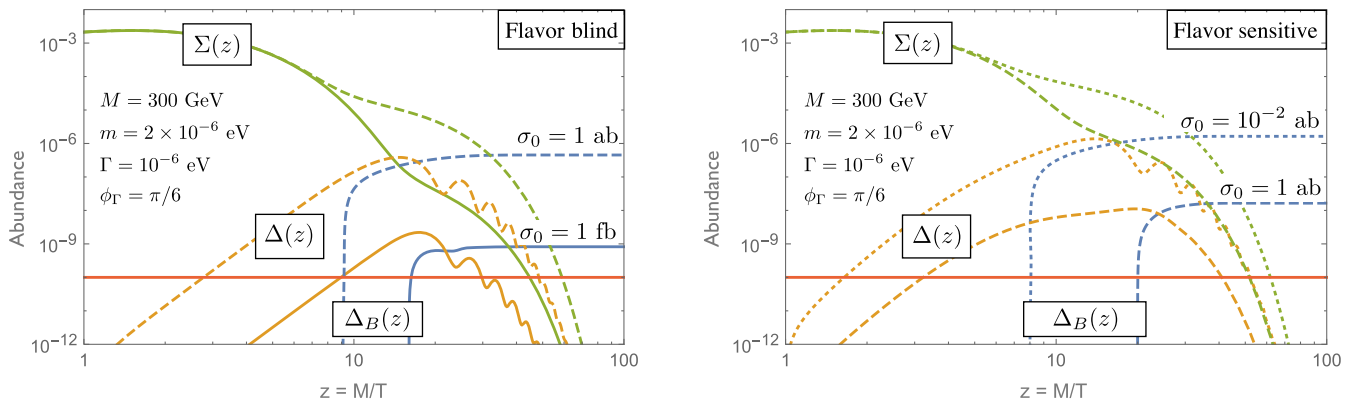 Flavor blind
Σ(z)
10⁻³
M = 300 GeV
m = 2 × 10⁻⁶ eV
Γ = 10⁻⁶ eV
ϕ_Γ = π/6
σ₀ = 1 ab
10⁻⁶
Abundance
Δ(z)
σ₀ = 1 fb
10⁻⁹
Δ_B(z)
10⁻¹²
1 10 100
z = M/T
Flavor sensitive
Σ(z)
10⁻³
M = 300 GeV
m = 2 × 10⁻⁶ eV
Γ = 10⁻⁶ eV
ϕ_Γ = π/6
σ₀ = 10⁻² ab
10⁻⁶
σ₀ = 1 ab
Abundance
Δ(z)
10⁻⁹
Δ_B(z)
10⁻¹²
1 10 100
z = M/T